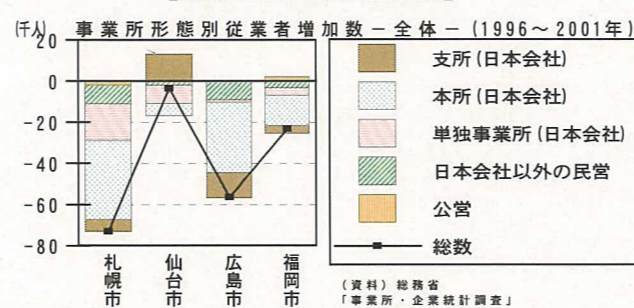 (千人) 事業所形態別従業者増加数－全体－(1996～2001年)
20
0
-20
-40
-60
-80
札幌市
仙台市
広島市
福岡市
支所(日本会社)
本所(日本会社)
単独事業所(日本会社)
日本会社以外の民営
公営
総数
(資料)総務省
「事業所・企業統計調査」